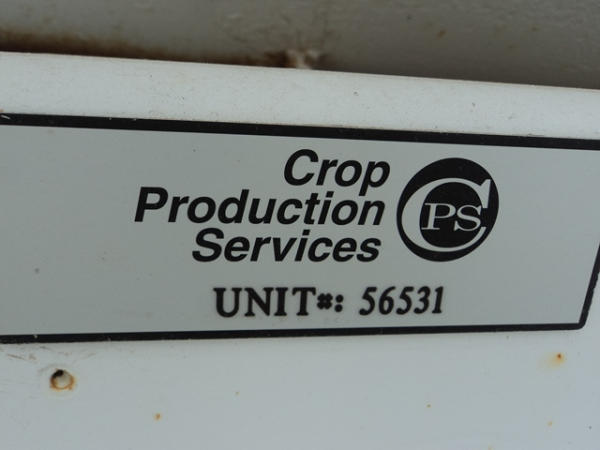 Crop
Production
Services
CPS
UNIT#: 56531